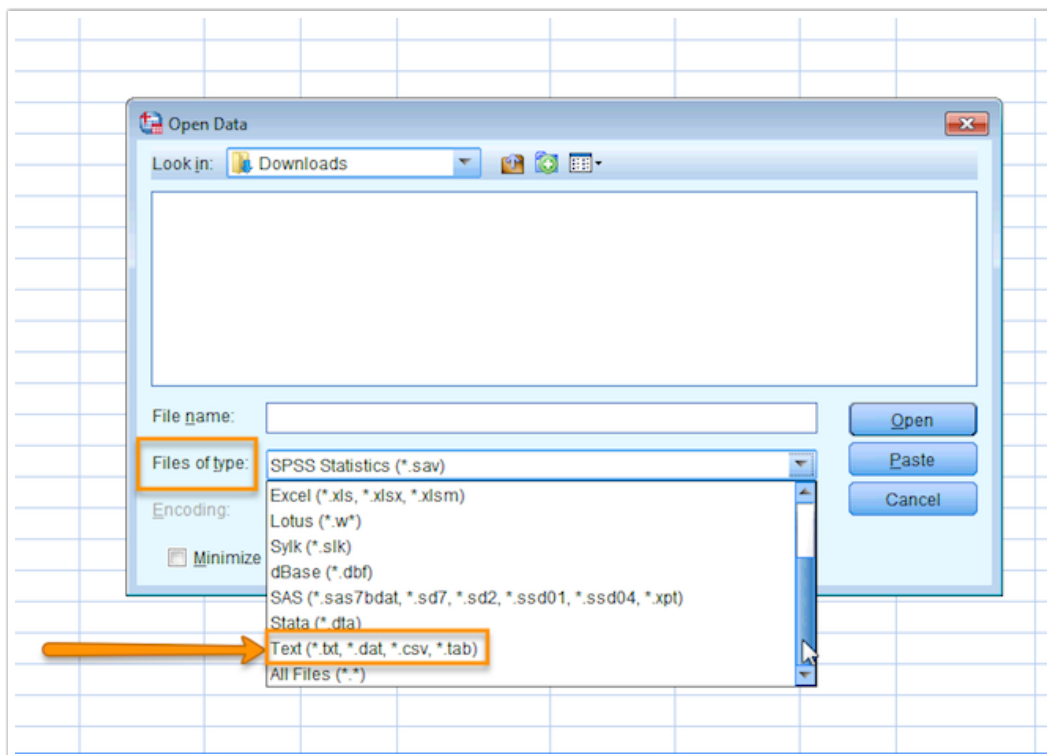 Open Data
Look in: Downloads
File name:
Open
Files of type: SPSS Statistics (*.sav)
Paste
Excel (*.xls, *.xlsx, *.xlsm)
Encoding:
Cancel
Lotus (*.w*)
Sylk (*.slk)
Minimize
dBase (*.dbf)
SAS (*.sas7bdat, *.sd7, *.sd2, *.ssd01, *.ssd04, *.xpt)
Stata (*.dta)
Text (*.txt, *.dat, *.csv, *.tab)
All Files (*.*)